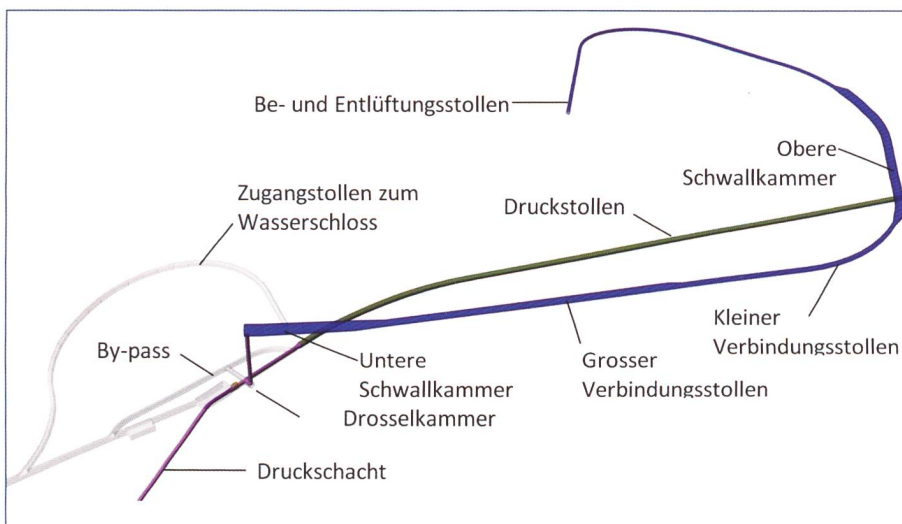 Be- und Entlüftungsstollen
Obere
Schwallkammer
Zugangstollen zum
Wasserschloss
Druckstollen
Kleiner
Verbindungsstollen
By-pass
Untere
Schwallkammer
Drosselkammer
Grosser
Verbindungsstollen
Druckschacht